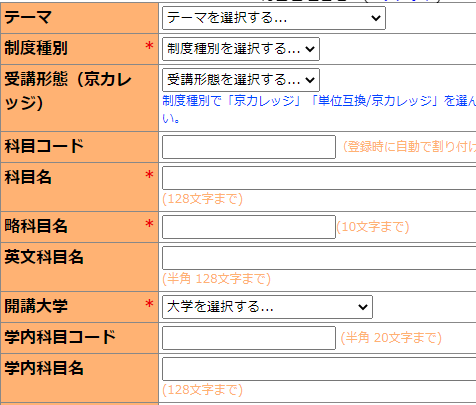 テーマ テーマを選択する...
制度種別 * 制度種別を選択する...
受講形態（京カレッジ） 受講形態を選択する...
制度種別で「京カレッジ」「単位互換/京カレッジ」を選ん
い。
科目コード (登録時に自動で割り付け
科目名 *
(128文字まで)
略科目名 * (10文字まで)
英文科目名
(半角 128文字まで)
開講大学 * 大学を選択する...
学内科目コード (半角 20文字まで)
学内科目名
(128文字まで)